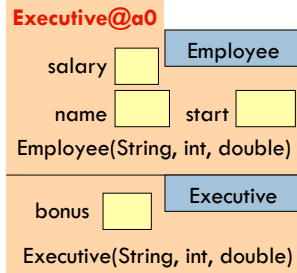 Executive@a0
Employee
salary
name start
Employee(String, int, double)
Executive
bonus
Executive(String, int, double)